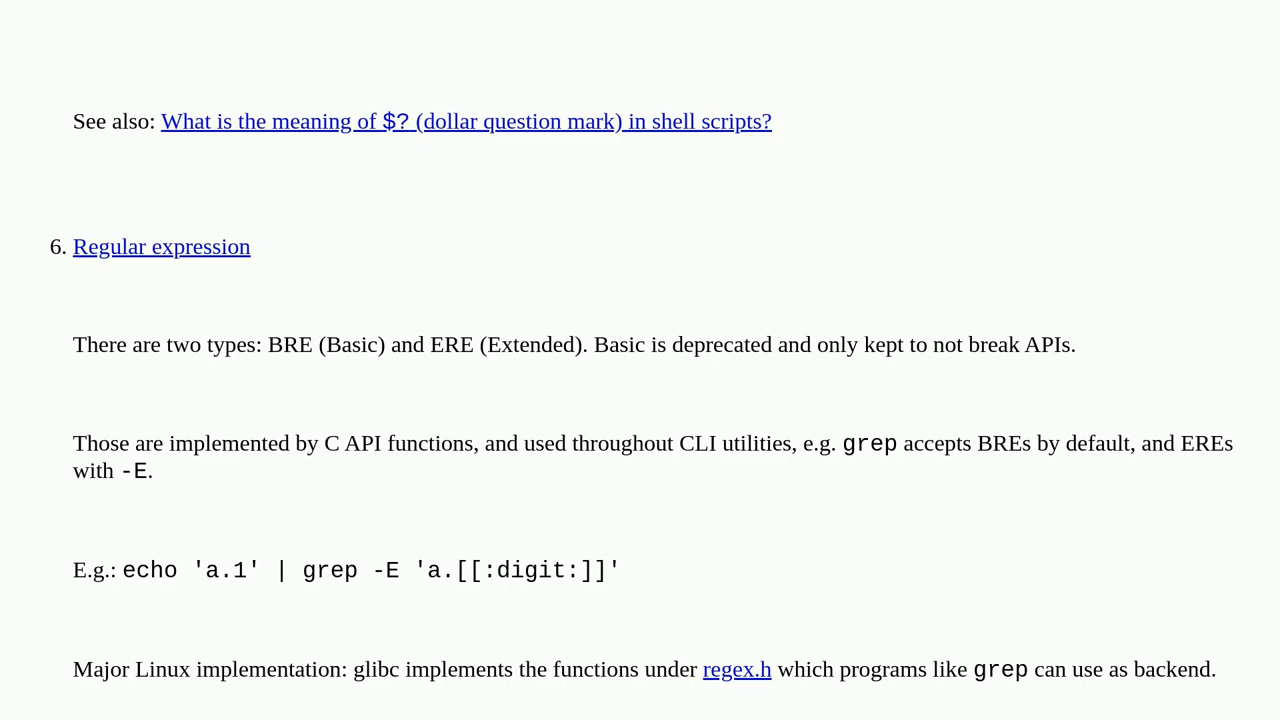 See also: What is the meaning of $? (dollar question mark) in shell scripts?
6. Regular expression
There are two types: BRE (Basic) and ERE (Extended). Basic is deprecated and only kept to not break APIs.
Those are implemented by C API functions, and used throughout CLI utilities, e.g. grep accepts BREs by default, and EREs
with -E.
E.g.: echo 'a.1' | grep -E 'a.[[:digit:]]'
Major Linux implementation: glibc implements the functions under regex.h which programs like grep can use as backend.